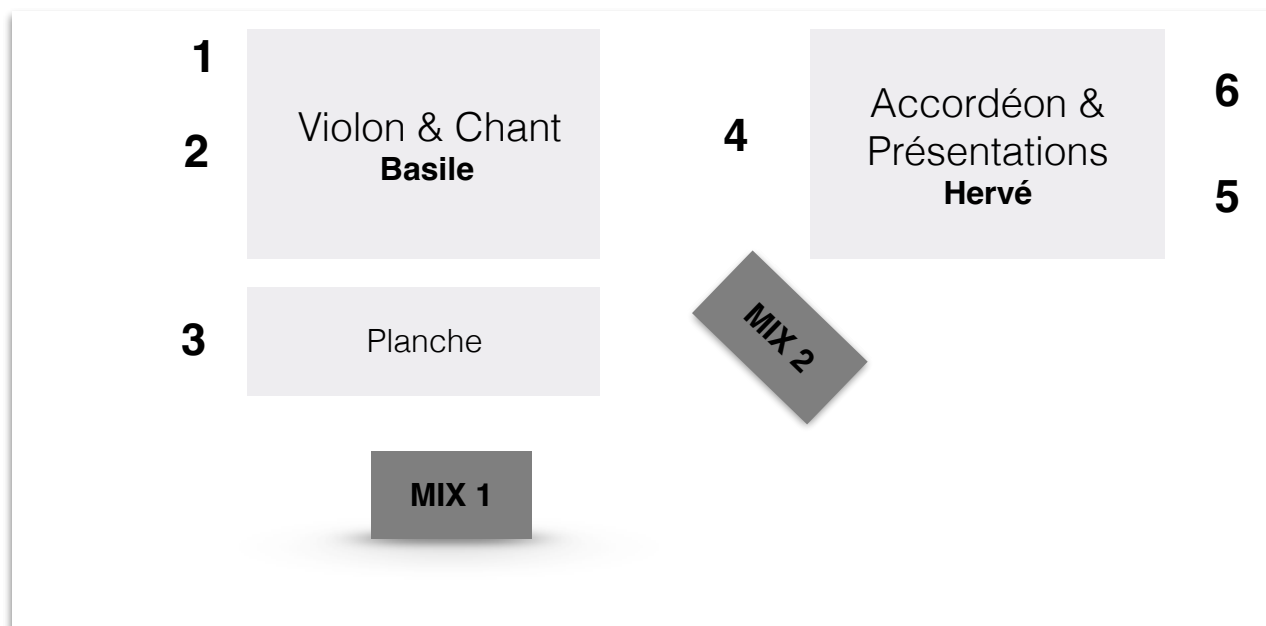 1
2
Violon & Chant
Basile
4
Accordéon &
Présentations
Hervé
6
5
3
Planche
MIX 2
MIX 1